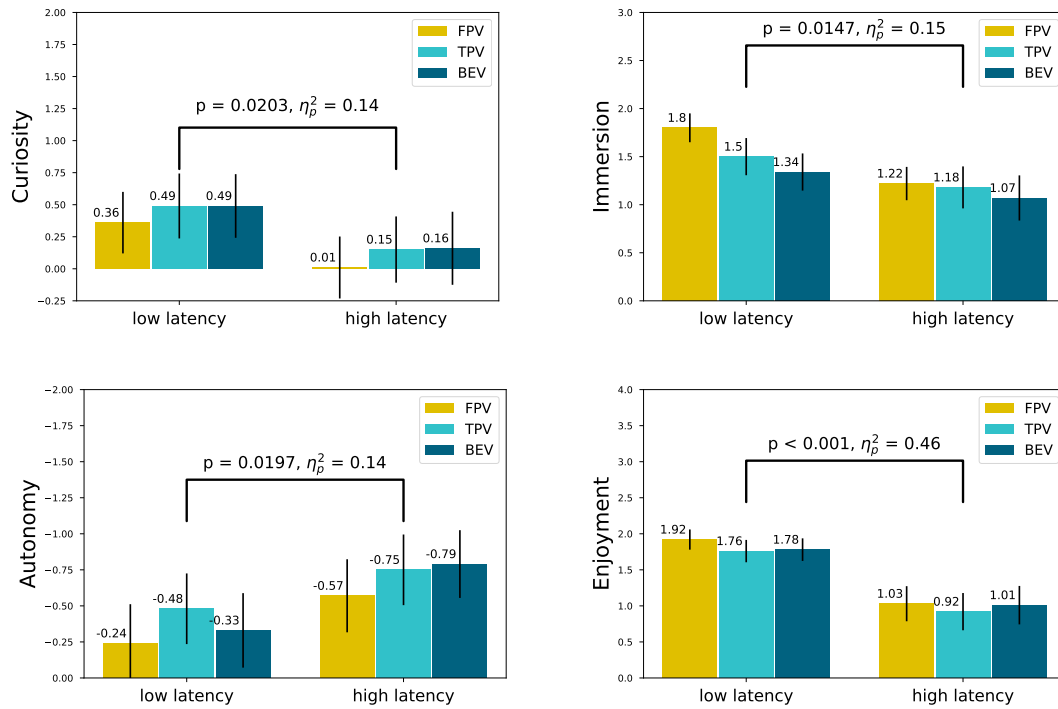 2.00
1.75
1.50
1.25
1.00
0.75
0.50
0.25
0.00
−0.25
Curiosity
FPV
TPV
BEV
p = 0.0203, η²ₚ = 0.14
0.36
0.49
0.49
0.01
0.15
0.16
low latency
high latency
3.0
2.5
2.0
1.5
1.0
0.5
0.0
Immersion
FPV
TPV
BEV
p = 0.0147, η²ₚ = 0.15
1.8
1.5
1.34
1.22
1.18
1.07
low latency
high latency
−2.00
−1.75
−1.50
−1.25
−1.00
−0.75
−0.50
−0.25
0.00
Autonomy
FPV
TPV
BEV
p = 0.0197, η²ₚ = 0.14
-0.24
-0.48
-0.33
-0.57
-0.75
-0.79
low latency
high latency
4.0
3.5
3.0
2.5
2.0
1.5
1.0
0.5
0.0
Enjoyment
FPV
TPV
BEV
p < 0.001, η²ₚ = 0.46
1.92
1.76
1.78
1.03
0.92
1.01
low latency
high latency